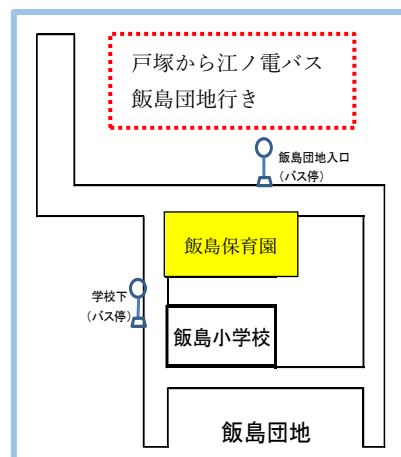 戸塚から江ノ電バス
飯島団地行き
飯島団地入口
（バス停）
飯島保育園
学校下
（バス停）
飯島小学校
飯島団地